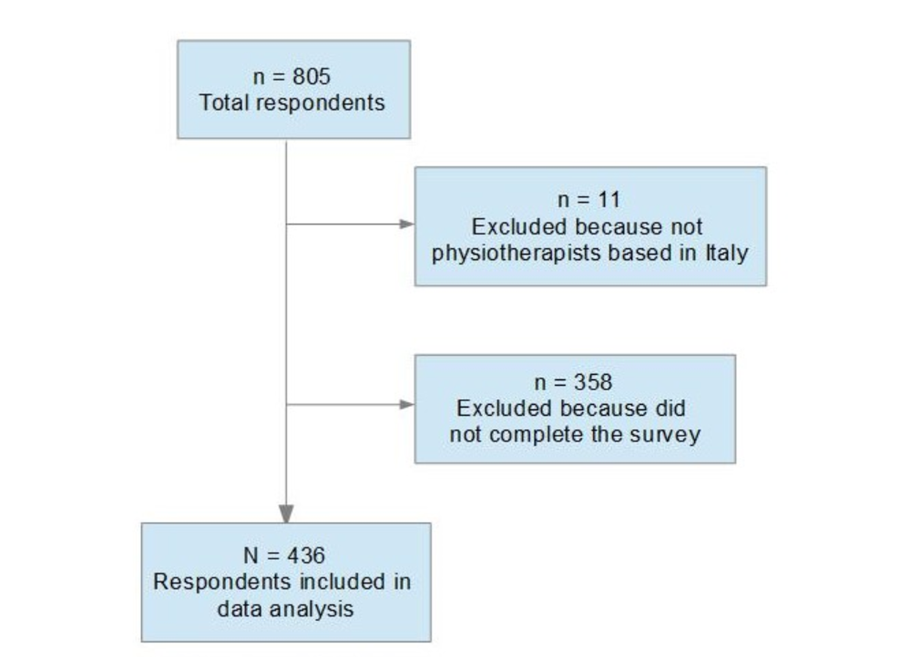 n = 805
Total respondents
n = 11
Excluded because not
physiotherapists based in Italy
n = 358
Excluded because did
not complete the survey
N = 436
Respondents included in
data analysis